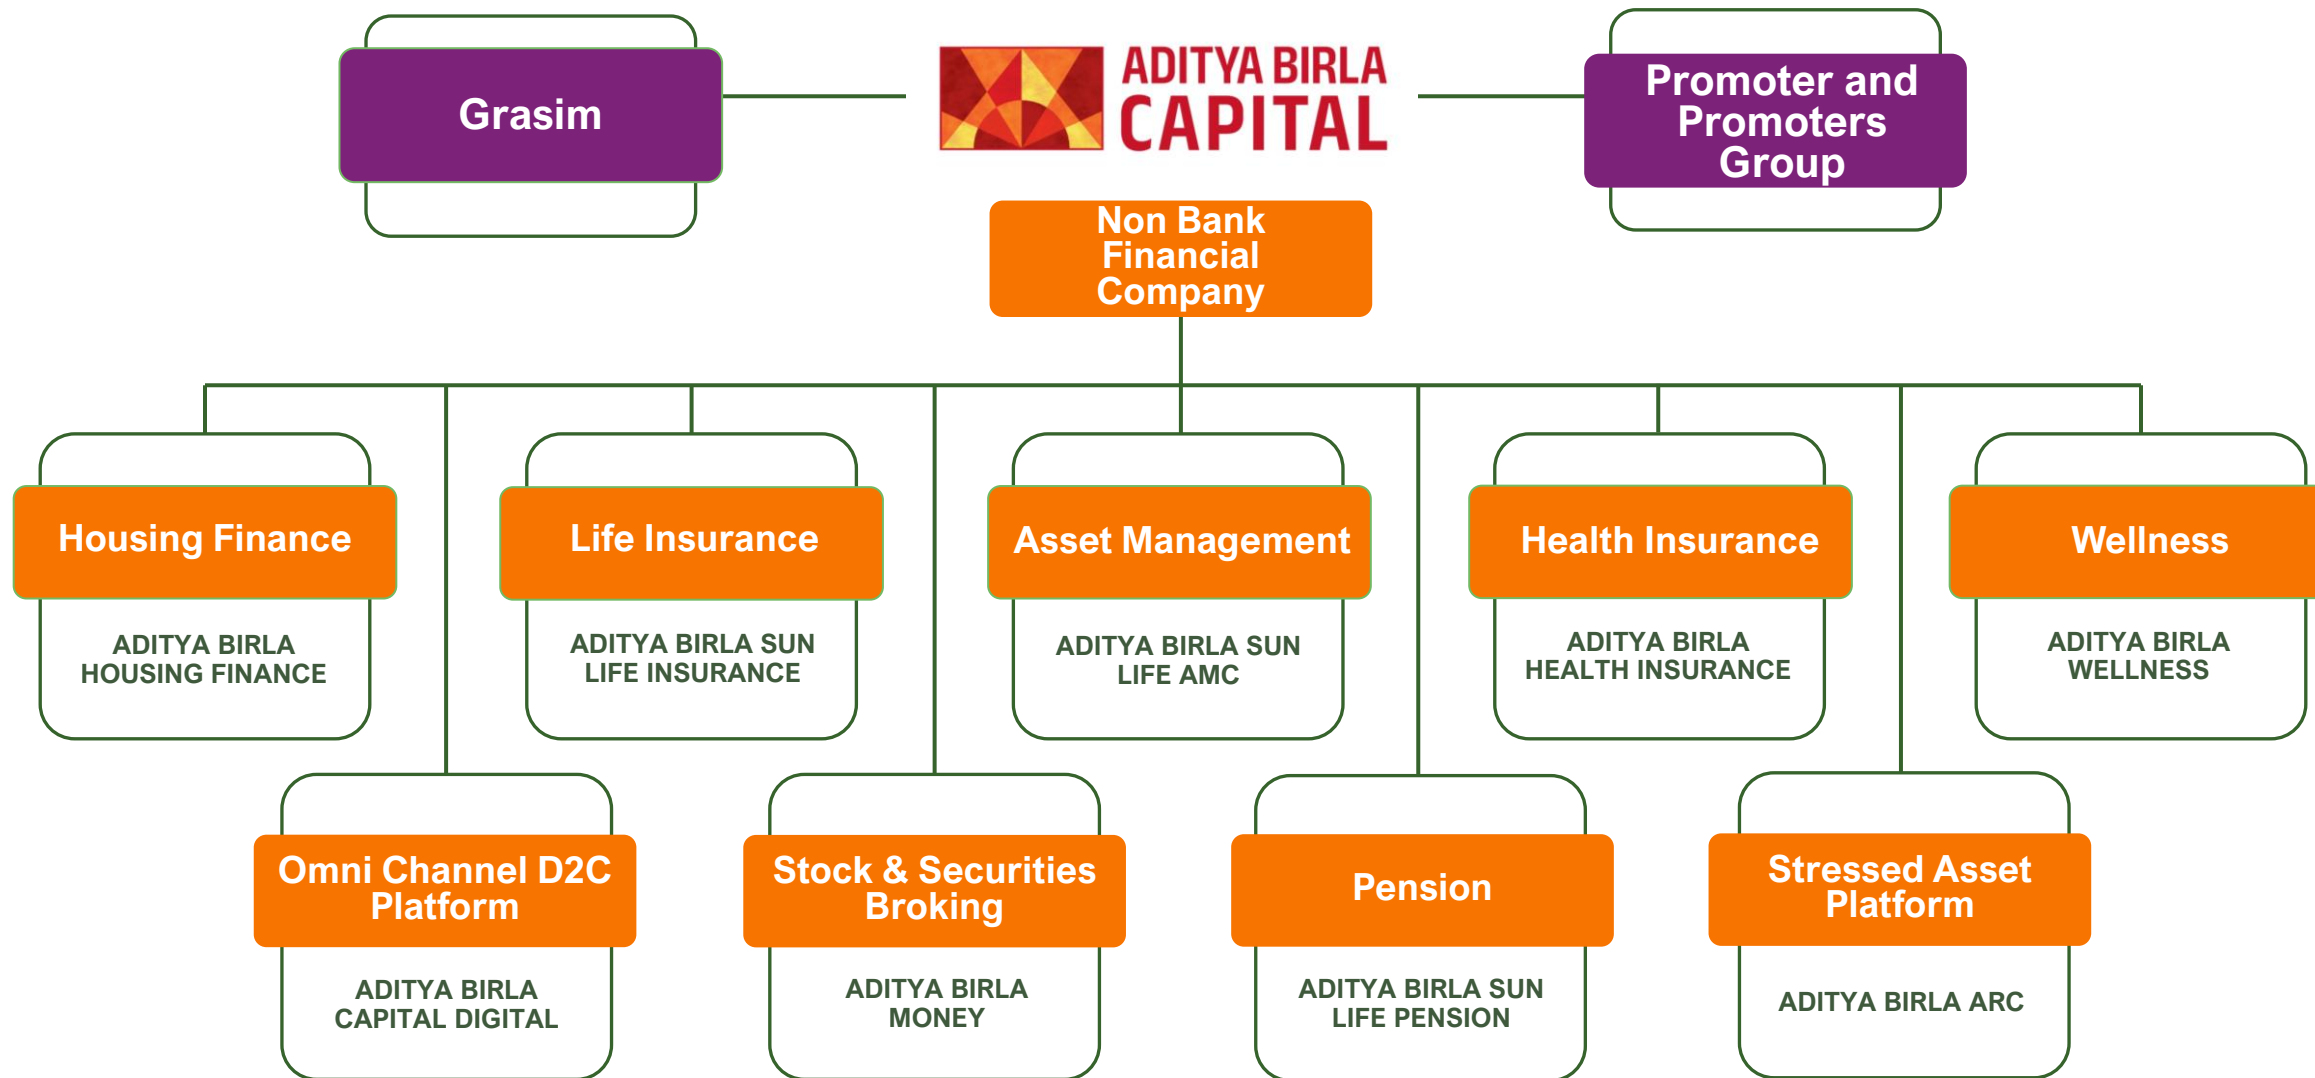 Grasim
ADITYA BIRLA
CAPITAL
Promoter and
Promoters
Group
Non Bank
Financial
Company
Housing Finance
ADITYA BIRLA
HOUSING FINANCE
Life Insurance
ADITYA BIRLA SUN
LIFE INSURANCE
Asset Management
ADITYA BIRLA SUN
LIFE AMC
Health Insurance
ADITYA BIRLA
HEALTH INSURANCE
Wellness
ADITYA BIRLA
WELLNESS
Omni Channel D2C
Platform
ADITYA BIRLA
CAPITAL DIGITAL
Stock & Securities
Broking
ADITYA BIRLA
MONEY
Pension
ADITYA BIRLA SUN
LIFE PENSION
Stressed Asset
Platform
ADITYA BIRLA ARC